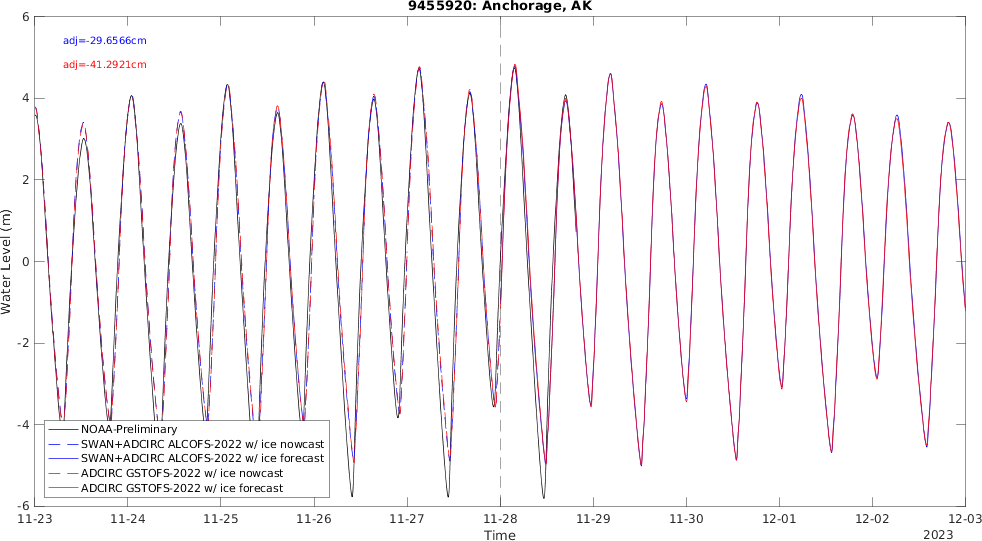 9455920: Anchorage, AK
6
adj=-29.6566cm
adj=-41.2921cm
4
2
0
-2
-4
-6
Water Level (m)
NOAA-Preliminary
SWAN+ADCIRC ALCOFS-2022 w/ ice nowcast
SWAN+ADCIRC ALCOFS-2022 w/ ice forecast
ADCIRC GSTOFS-2022 w/ ice nowcast
ADCIRC GSTOFS-2022 w/ ice forecast
11-23 11-24 11-25 11-26 11-27 11-28 11-29 11-30 12-01 12-02 12-03
Time
2023